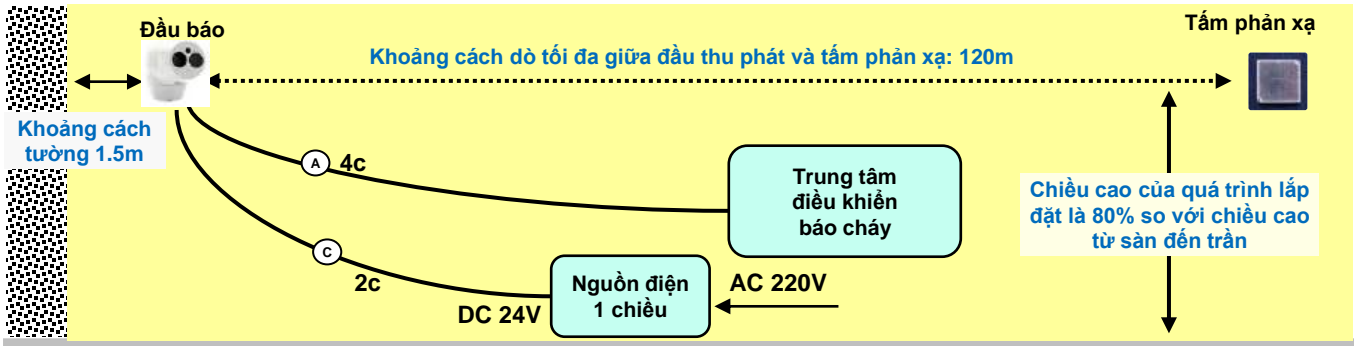 Đầu báo
Tấm phản xạ
Khoảng cách dò tối đa giữa đầu thu phát và tấm phản xạ: 120m
Khoảng cách
tường 1.5m
A
4c
Trung tâm
điều khiển
báo cháy
Chiều cao của quá trình lắp
đặt là 80% so với chiều cao
từ sàn đến trần
C
2c
Nguồn điện
1 chiều
AC 220V
DC 24V